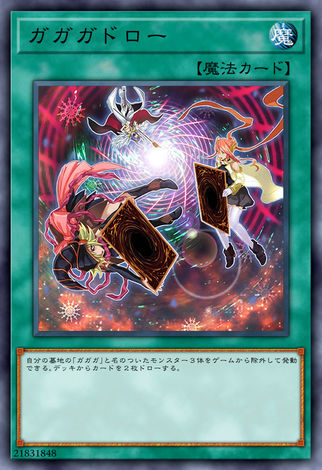 ガガガドロー
魔
【魔法カード】
自分の墓地の「ガガガ」と名のついたモンスター３体をゲームから除外して発動
できる。デッキからカードを２枚ドローする。
21831848